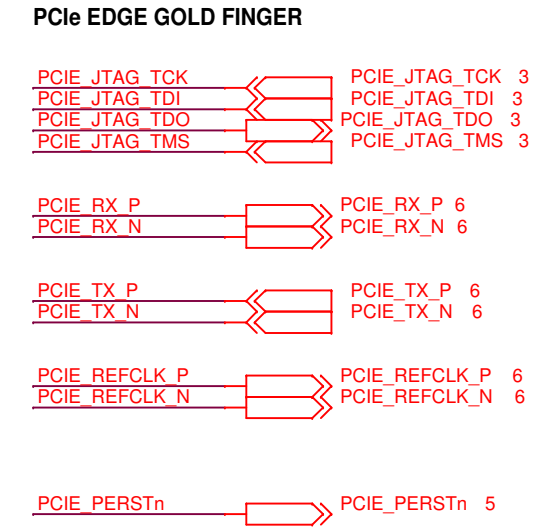 PCIe EDGE GOLD FINGER
PCIE_JTAG_TCK PCIE_JTAG_TCK 3
PCIE_JTAG_TDI PCIE_JTAG_TDI 3
PCIE_JTAG_TDO PCIE_JTAG_TDO 3
PCIE_JTAG_TMS PCIE_JTAG_TMS 3
PCIE_RX_P PCIE_RX_P 6
PCIE_RX_N PCIE_RX_N 6
PCIE_TX_P PCIE_TX_P 6
PCIE_TX_N PCIE_TX_N 6
PCIE_REFCLK_P PCIE_REFCLK_P 6
PCIE_REFCLK_N PCIE_REFCLK_N 6
PCIE_PERSTn PCIE_PERSTn 5